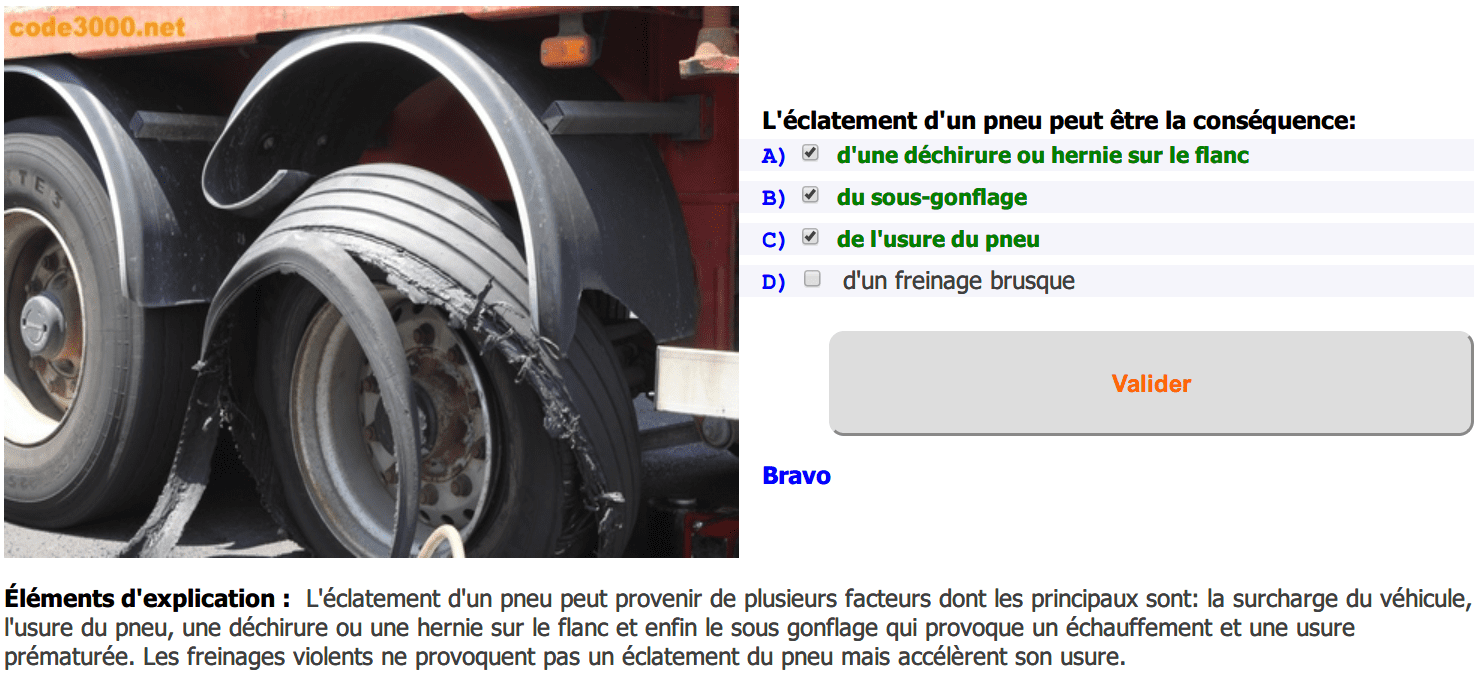 code3000.net
L'éclatement d'un pneu peut être la conséquence:
A) d'une déchirure ou hernie sur le flanc
B) du sous-gonflage
C) de l'usure du pneu
D) d'un freinage brusque
Valider
Bravo
Éléments d'explication : L'éclatement d'un pneu peut provenir de plusieurs facteurs dont les principaux sont: la surcharge du véhicule,
l'usure du pneu, une déchirure ou une hernie sur le flanc et enfin le sous gonflage qui provoque un échauffement et une usure
prématurée. Les freinages violents ne provoquent pas un éclatement du pneu mais accélèrent son usure.